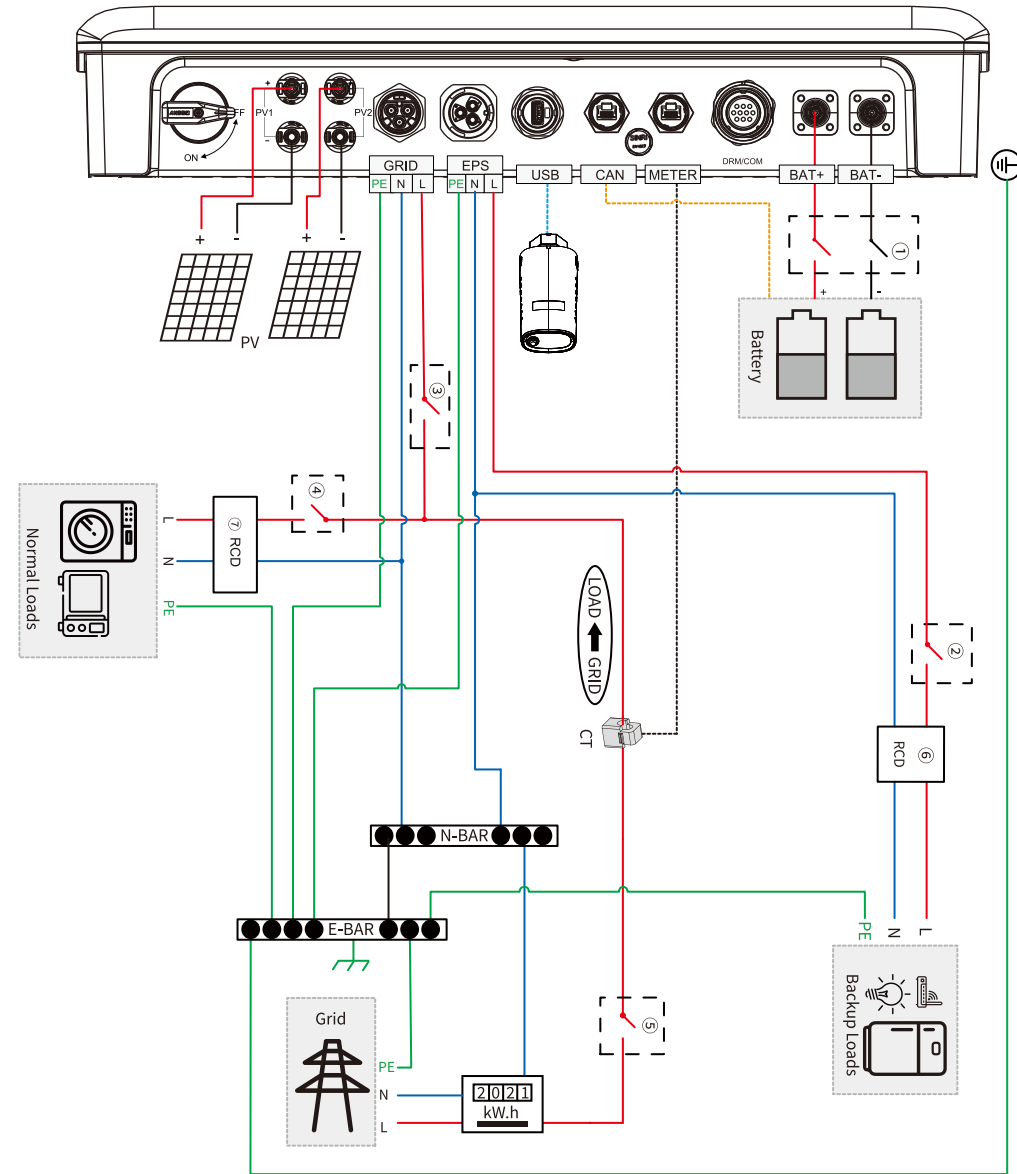 +
-
PV1
PV2
FF
ON
DRM/COM
GRID
EPS
PE N L
PE N L
USB
CAN
METER
BAT+
BAT-
+ -
+ -
PV
①
+ -
Battery
③
④
⑦ RCD
L
N
PE
Normal Loads
LOAD GRID
CT
②
⑥
RCD
N-BAR
E-BAR
PE
N
L
Backup Loads
⑤
Grid
PE
N
L
2021
kW.h